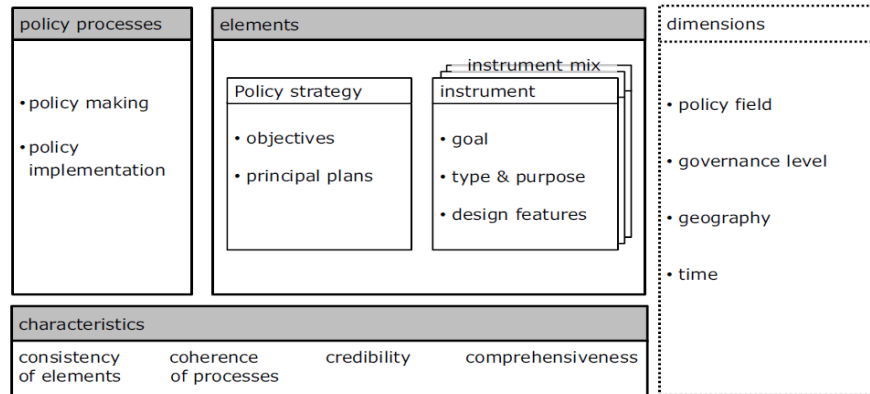 policy processes
• policy making
• policy
implementation
elements
Policy strategy
• objectives
• principal plans
instrument mix
instrument
• goal
• type & purpose
• design features
dimensions
• policy field
• governance level
• geography
• time
characteristics
consistency
of elements
coherence
of processes
credibility
comprehensiveness